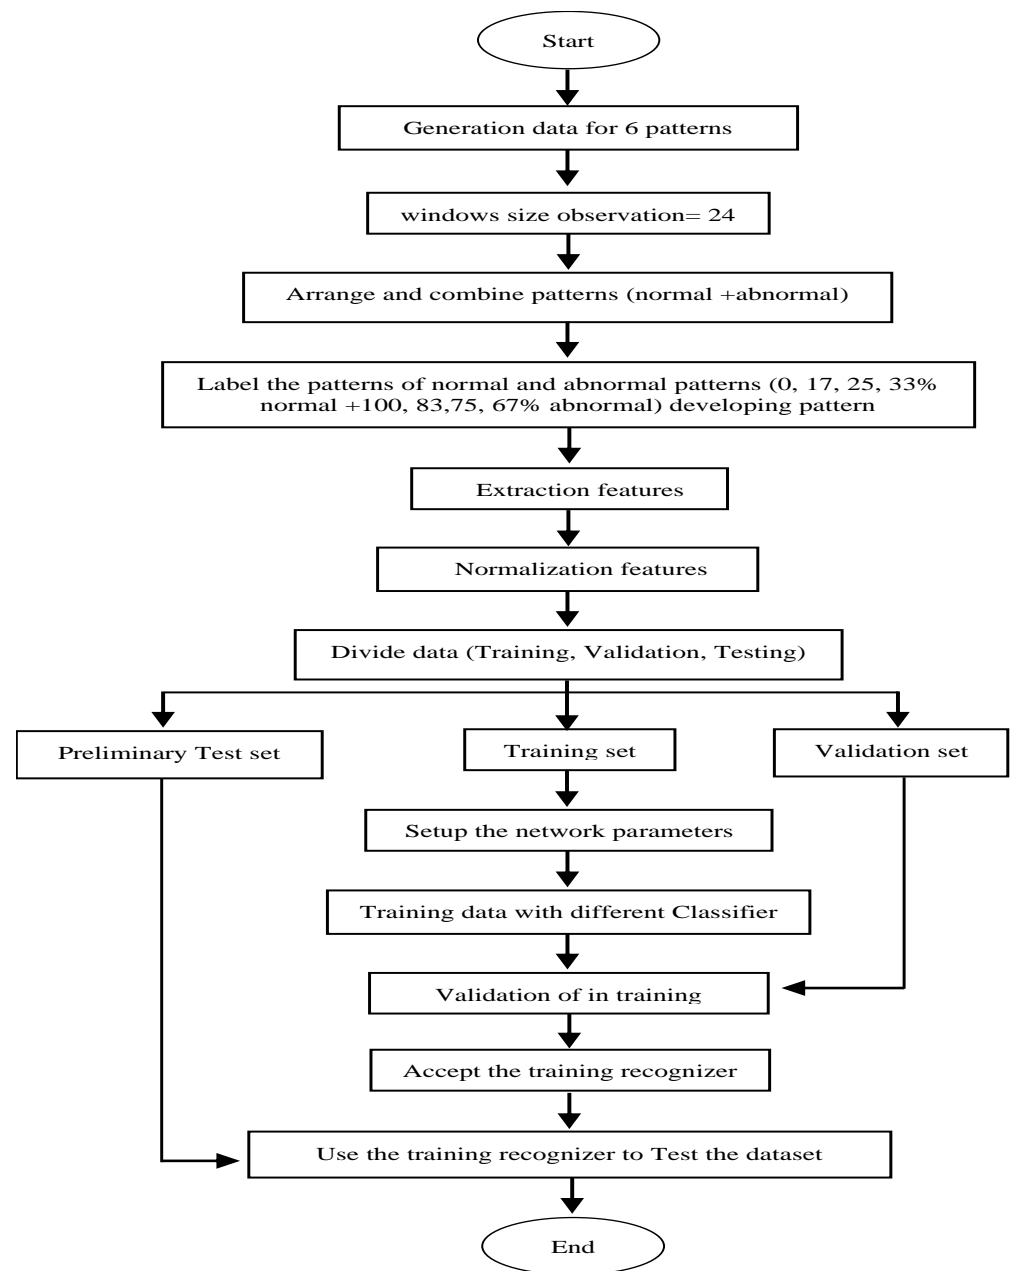 Start
Generation data for 6 patterns
windows size observation= 24
Arrange and combine patterns (normal +abnormal)
Label the patterns of normal and abnormal patterns (0, 17, 25, 33%
normal +100, 83,75, 67% abnormal) developing pattern
Extraction features
Normalization features
Divide data (Training, Validation, Testing)
Preliminary Test set
Training set
Validation set
Setup the network parameters
Training data with different Classifier
Validation of in training
Accept the training recognizer
Use the training recognizer to Test the dataset
End